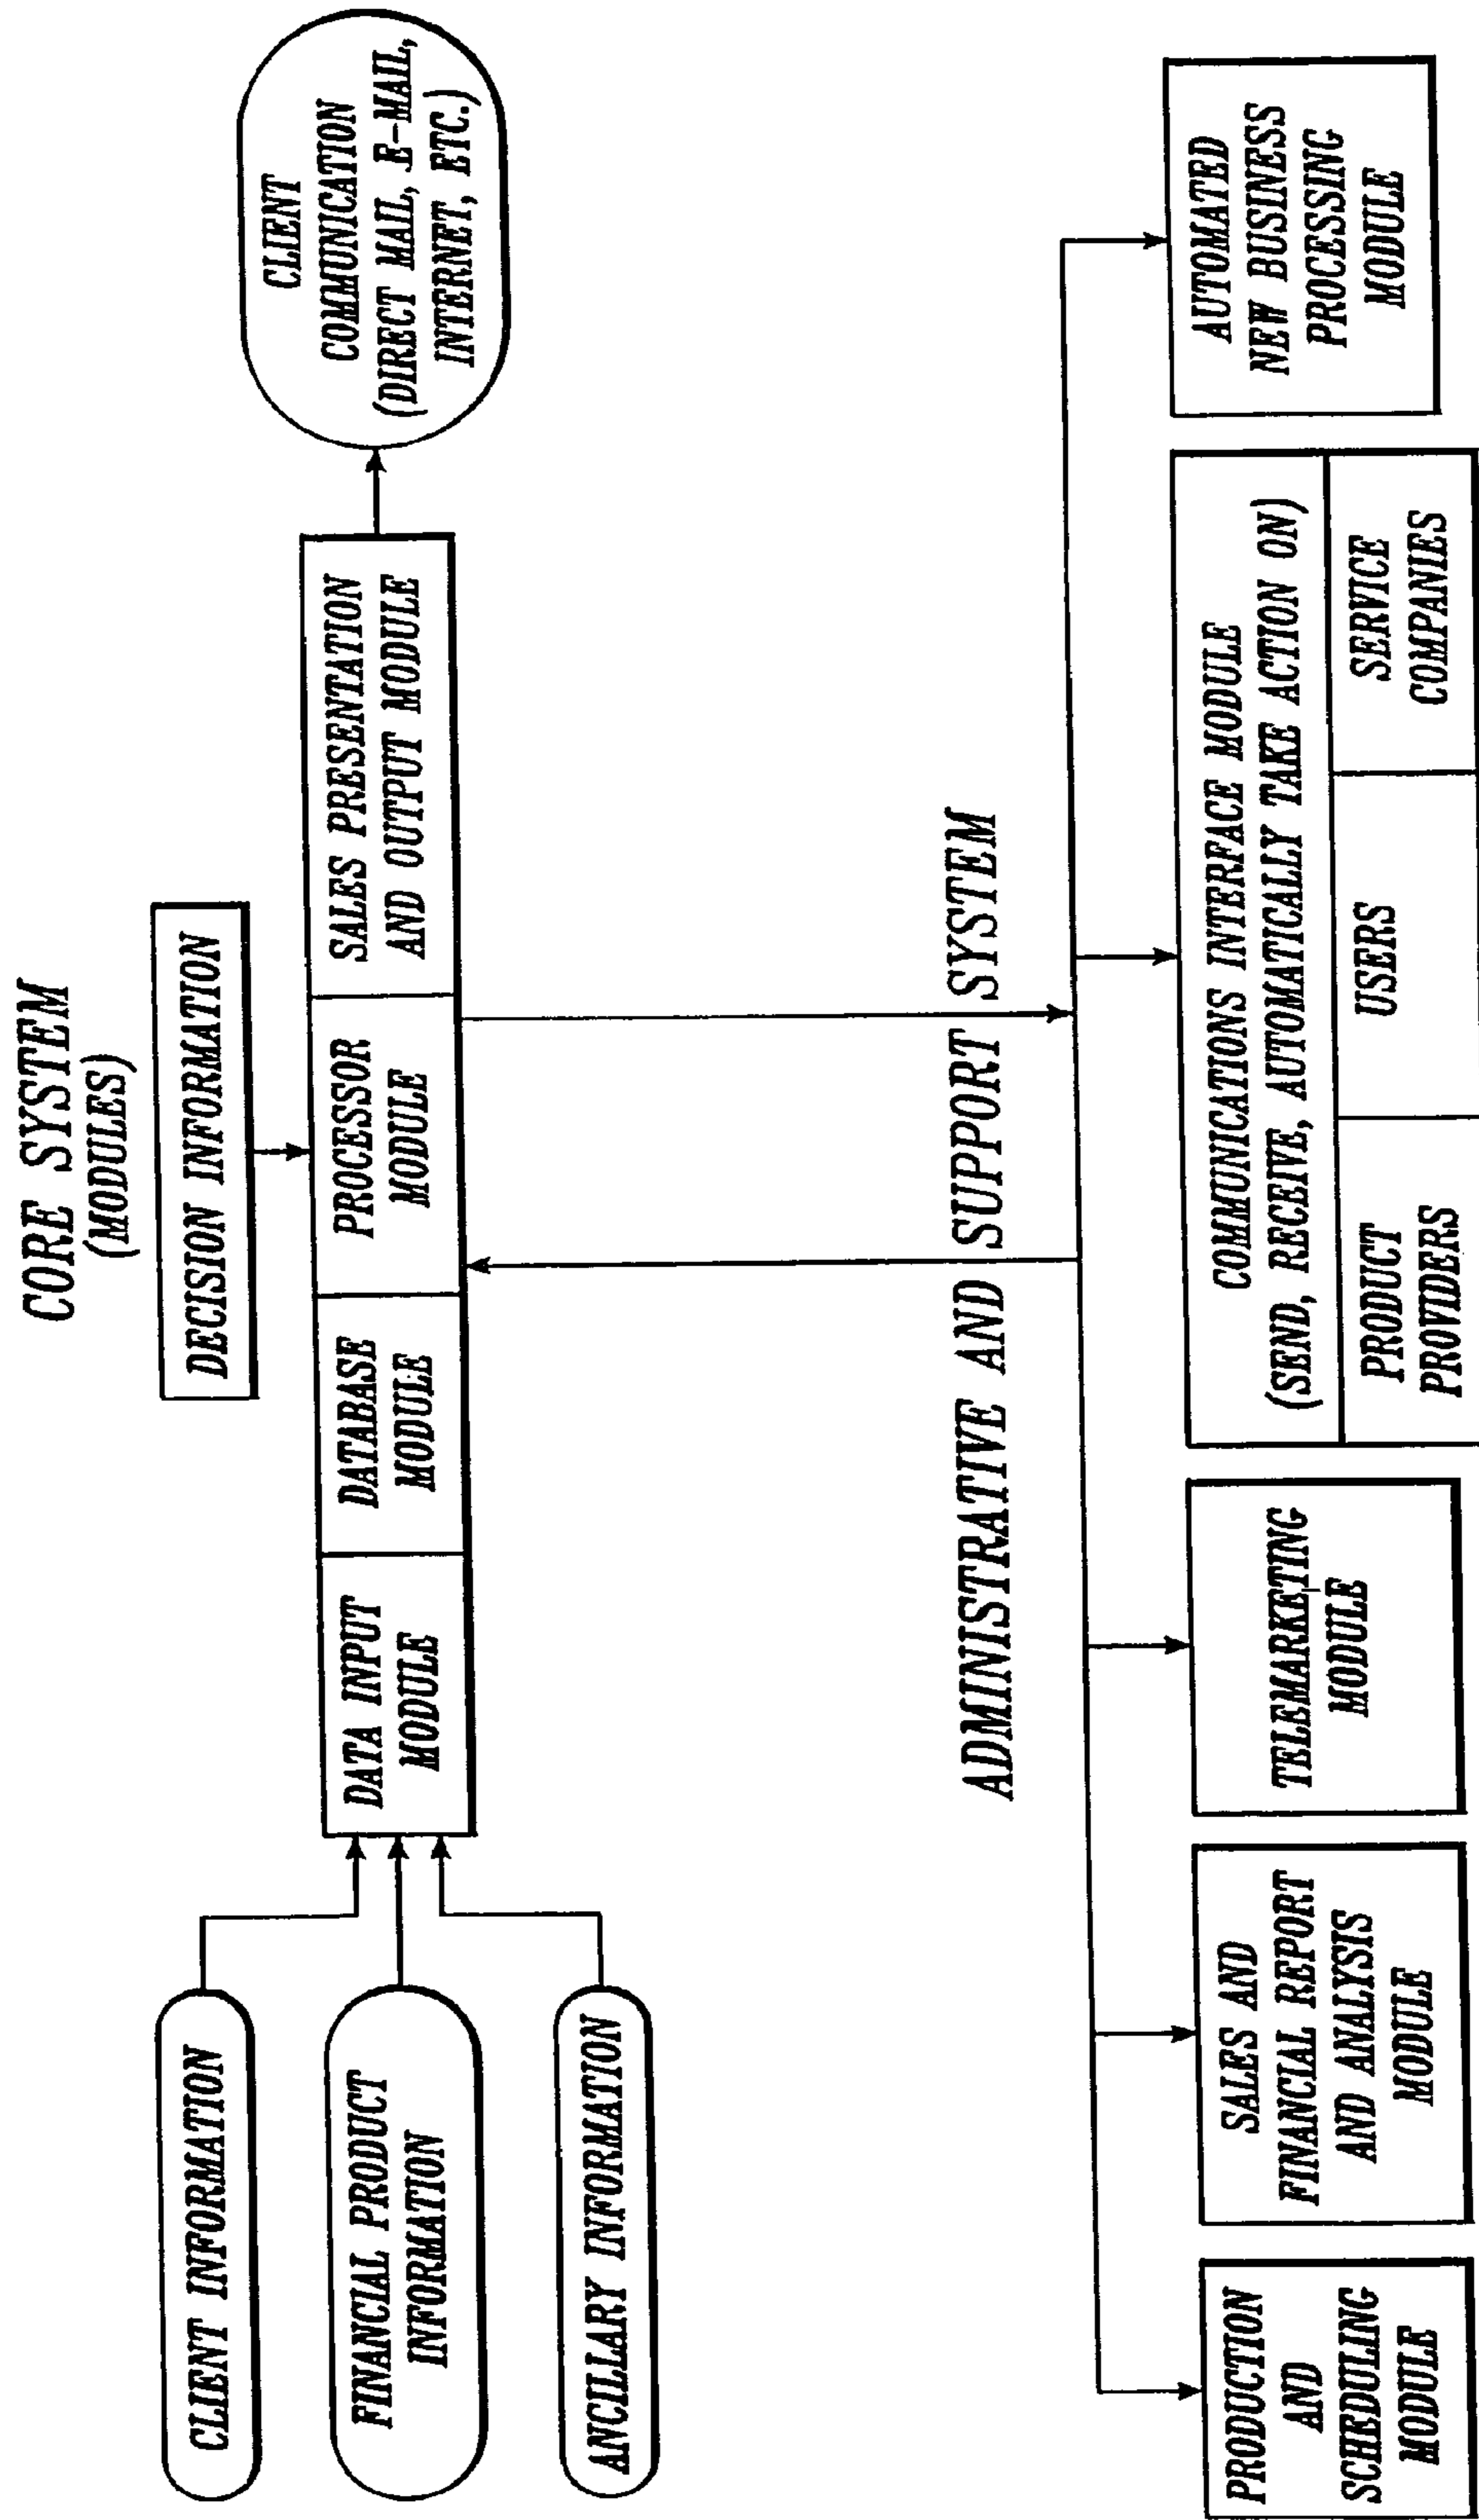 CORE SYSTEM
(MODULES)
CLIENT INFORMATION
FINANCIAL PRODUCT
INFORMATION
ANCILLARY INFORMATION
DECISION INFORMATION
DATA INPUT
MODULE
DATABASE
MODULE
PROCESSOR
MODULE
SALES PRESENTATION
AND OUTPUT MODULE
CLIENT
COMMUNICATION
(DIRECT MAIL, E-MAIL,
INTERNET, ETC.)
ADMINISTRATIVE AND SUPPORT SYSTEM
PRODUCTION
AND
SCHEDULING
MODULE
SALES AND
FINANCIAL REPORT
AND ANALYSIS
MODULE
TELEMARKETING
MODULE
COMMUNICATIONS INTERFACE MODULE
(SEND, RECEIVE, AUTOMATICALLY TAKE ACTION ON)
PRODUCT
PROVIDERS
USERS
SERVICE
COMPANIES
AUTOMATED
NEW BUSINESS
PROCESSING
MODULE